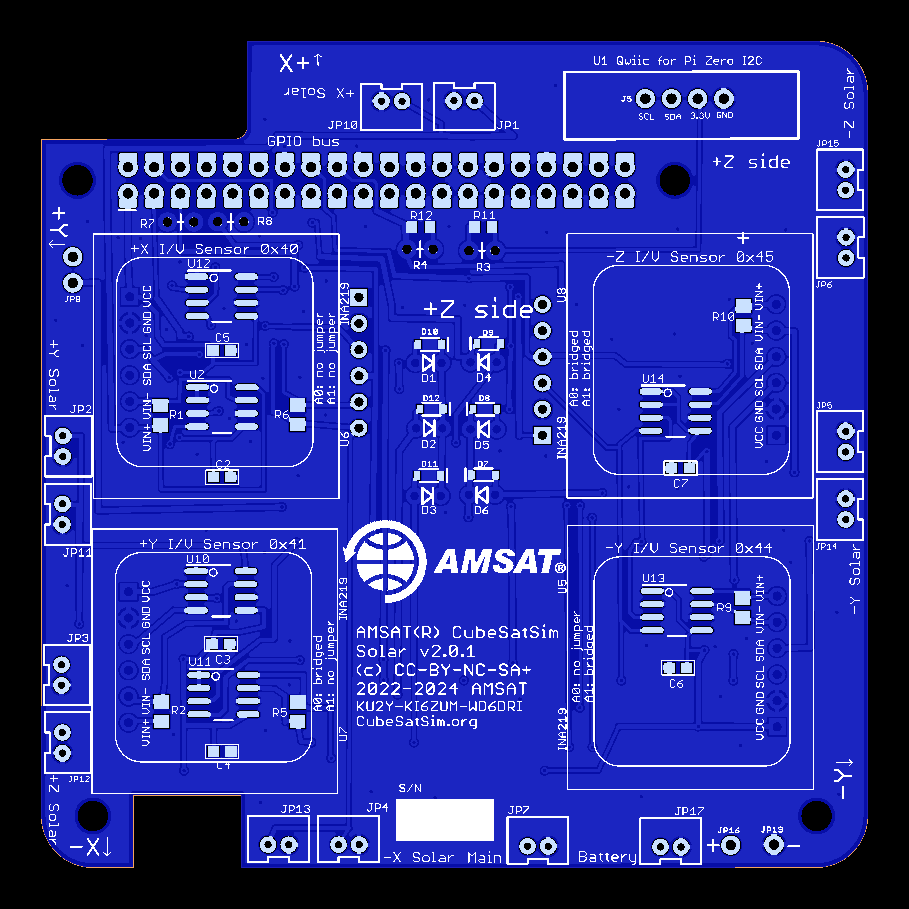 X+↑
+X Solar
JP10
JP1
U1 Qwiic for Pi Zero I2C
J5
SCL SDA 3.3V GND
-Z Solar
JP15
+Z side
GPIO bus
R7
R8
R12
R11
R4
R3
+Y
JP8
+Y Solar
+X I/V Sensor 0x40
U12
VCC
GND
SCL
SDA
VIN-
VIN+
C5
U2
R1
R6
C2
A0: no jumper
A1: no jumper
INA219
U6
+Z side
D10
D9
D1
D4
D12
D8
D2
D5
D11
D7
D3
D6
U8
A0: bridged
A1: bridged
INA219
+
-Z I/V Sensor 0x45
R10
VIN+
VIN-
SDA
SCL
GND
VCC
U14
C7
JP6
JP5
JP14
-Y Solar
JP2
JP11
JP3
JP12
+Z Solar
-X↓
+Y I/V Sensor 0x41
U10
VCC
GND
SCL
SDA
VIN-
VIN+
C3
U11
R2
R5
C4
A0: bridged
A1: no jumper
INA219
U7
AMSAT®
AMSAT(R) CubeSatSim
Solar v2.0.1
(c) CC-BY-NC-SA+
2022-2024 AMSAT
KU2Y-KI6ZUM-WD6DRI
CubeSatSim.org
U5
A0: no jumper
A1: bridged
INA219
-Y I/V Sensor 0x44
U13
R9
VIN+
VIN-
SDA
SCL
GND
VCC
C6
-Y↓
S/N
JP13
JP4
-X Solar
Main
JP7
Battery
JP17
+
JP16
JP19
-